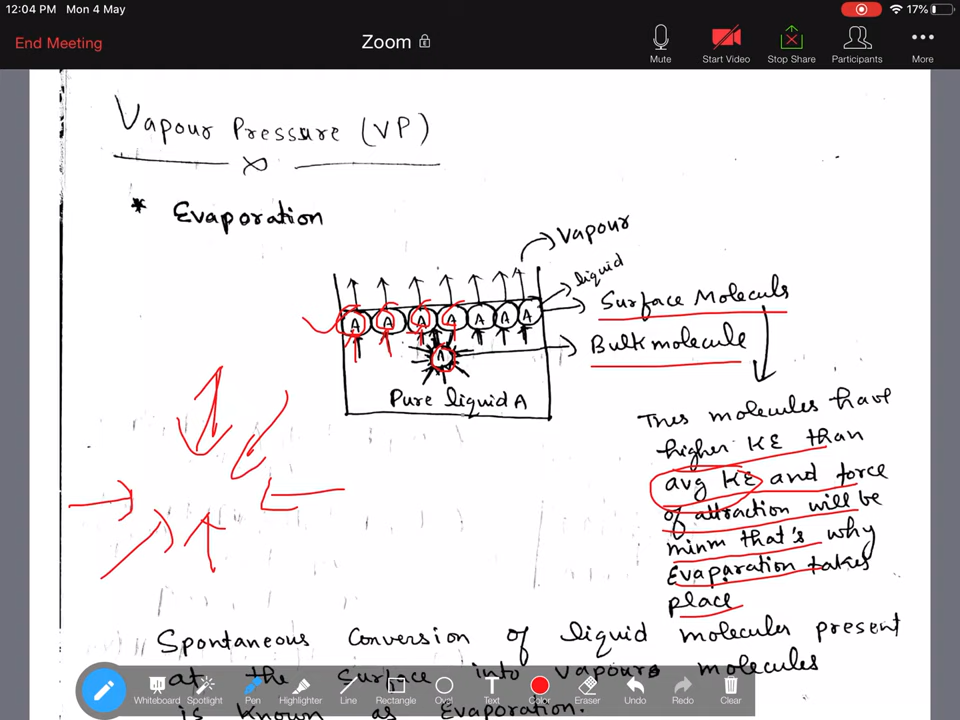 12:04 PM Mon 4 May
17%
End Meeting
Zoom
Mute
Start Video
Stop Share
Participants
More
Vapour Pressure (VP)
* Evaporation
Vapour
liquid
Surface Moleculs
Bulk molecule
A A A A A A A
A
Pure liquid A
Thes molecules have
higher KE than
avg KE and force
of attraction will be
minm that's why
Evaparation takes
place
Spontaneous Conversion of liquid molecules present
at the Surface into vapours molecules
is known as Evaporation.
Whiteboard
Spotlight
Pen
Highlighter
Line
Rectangle
Oval
Text
Color
Eraser
Undo
Redo
Clear